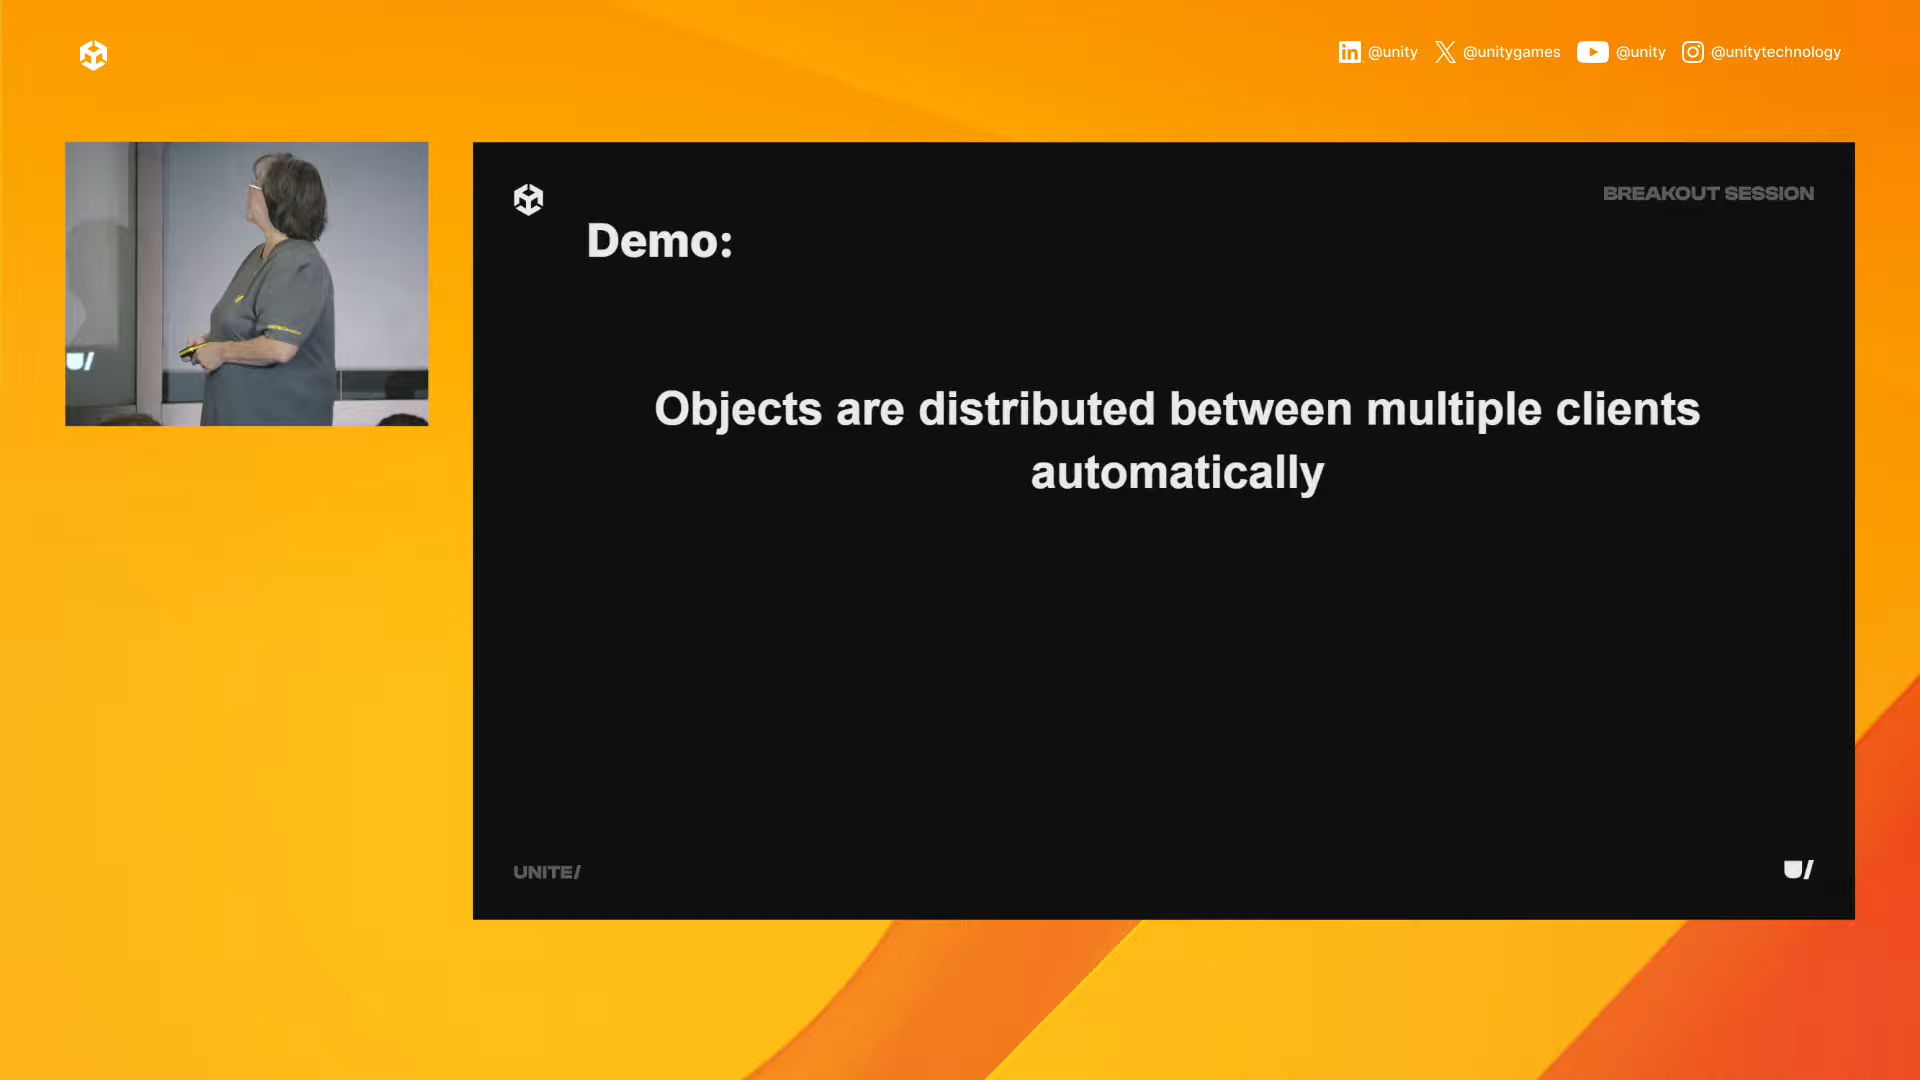 @unity @unitygames @unity @unitytechnology
BREAKOUT SESSION
Demo:
Objects are distributed between multiple clients
automatically
UNITE/
U/
U/